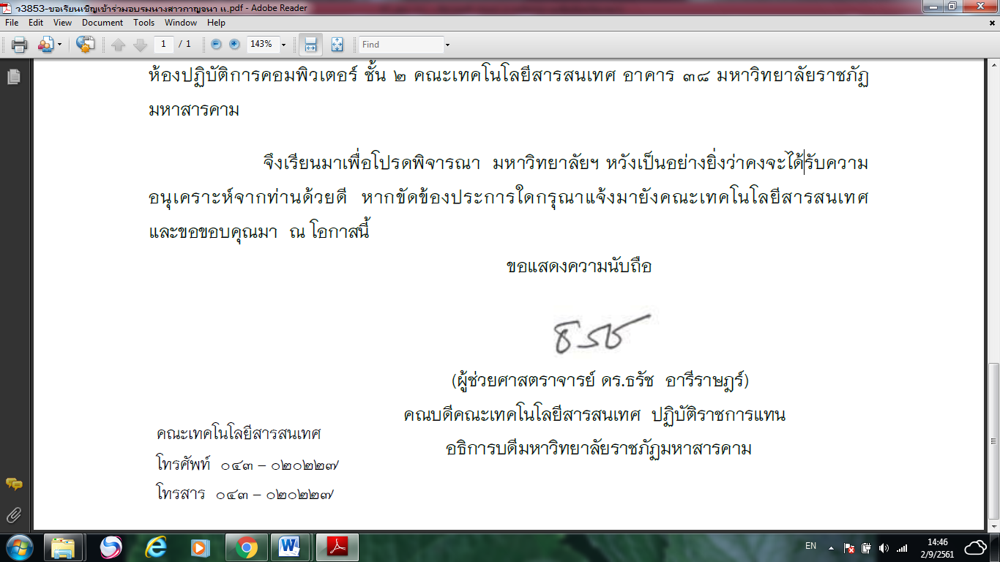 ว3853-ขอเรียนเชิญเข้าร่วมอบรมนางสาวกาญจนา แ.pdf - Adobe Reader
File Edit View Document Tools Window Help
1 / 1 143% Find
ห้องปฏิบัติการคอมพิวเตอร์ ชั้น ๒ คณะเทคโนโลยีสารสนเทศ อาคาร ๓๘ มหาวิทยาลัยราชภัฏ
มหาสารคาม
จึงเรียนมาเพื่อโปรดพิจารณา มหาวิทยาลัยฯ หวังเป็นอย่างยิ่งว่าคงจะได้รับความ
อนุเคราะห์จากท่านด้วยดี หากขัดข้องประการใดกรุณาแจ้งมายังคณะเทคโนโลยีสารสนเทศ
และขอขอบคุณมา ณ โอกาสนี้
ขอแสดงความนับถือ
(ผู้ช่วยศาสตราจารย์ ดร.ธรัช อารีราษฎร์)
คณบดีคณะเทคโนโลยีสารสนเทศ ปฏิบัติราชการแทน
อธิการบดีมหาวิทยาลัยราชภัฏมหาสารคาม
คณะเทคโนโลยีสารสนเทศ
โทรศัพท์ ๐๔๓ – ๐๒๐๒๒๗
โทรสาร ๐๔๓ – ๐๒๐๒๒๗
EN 14:46
2/9/2561